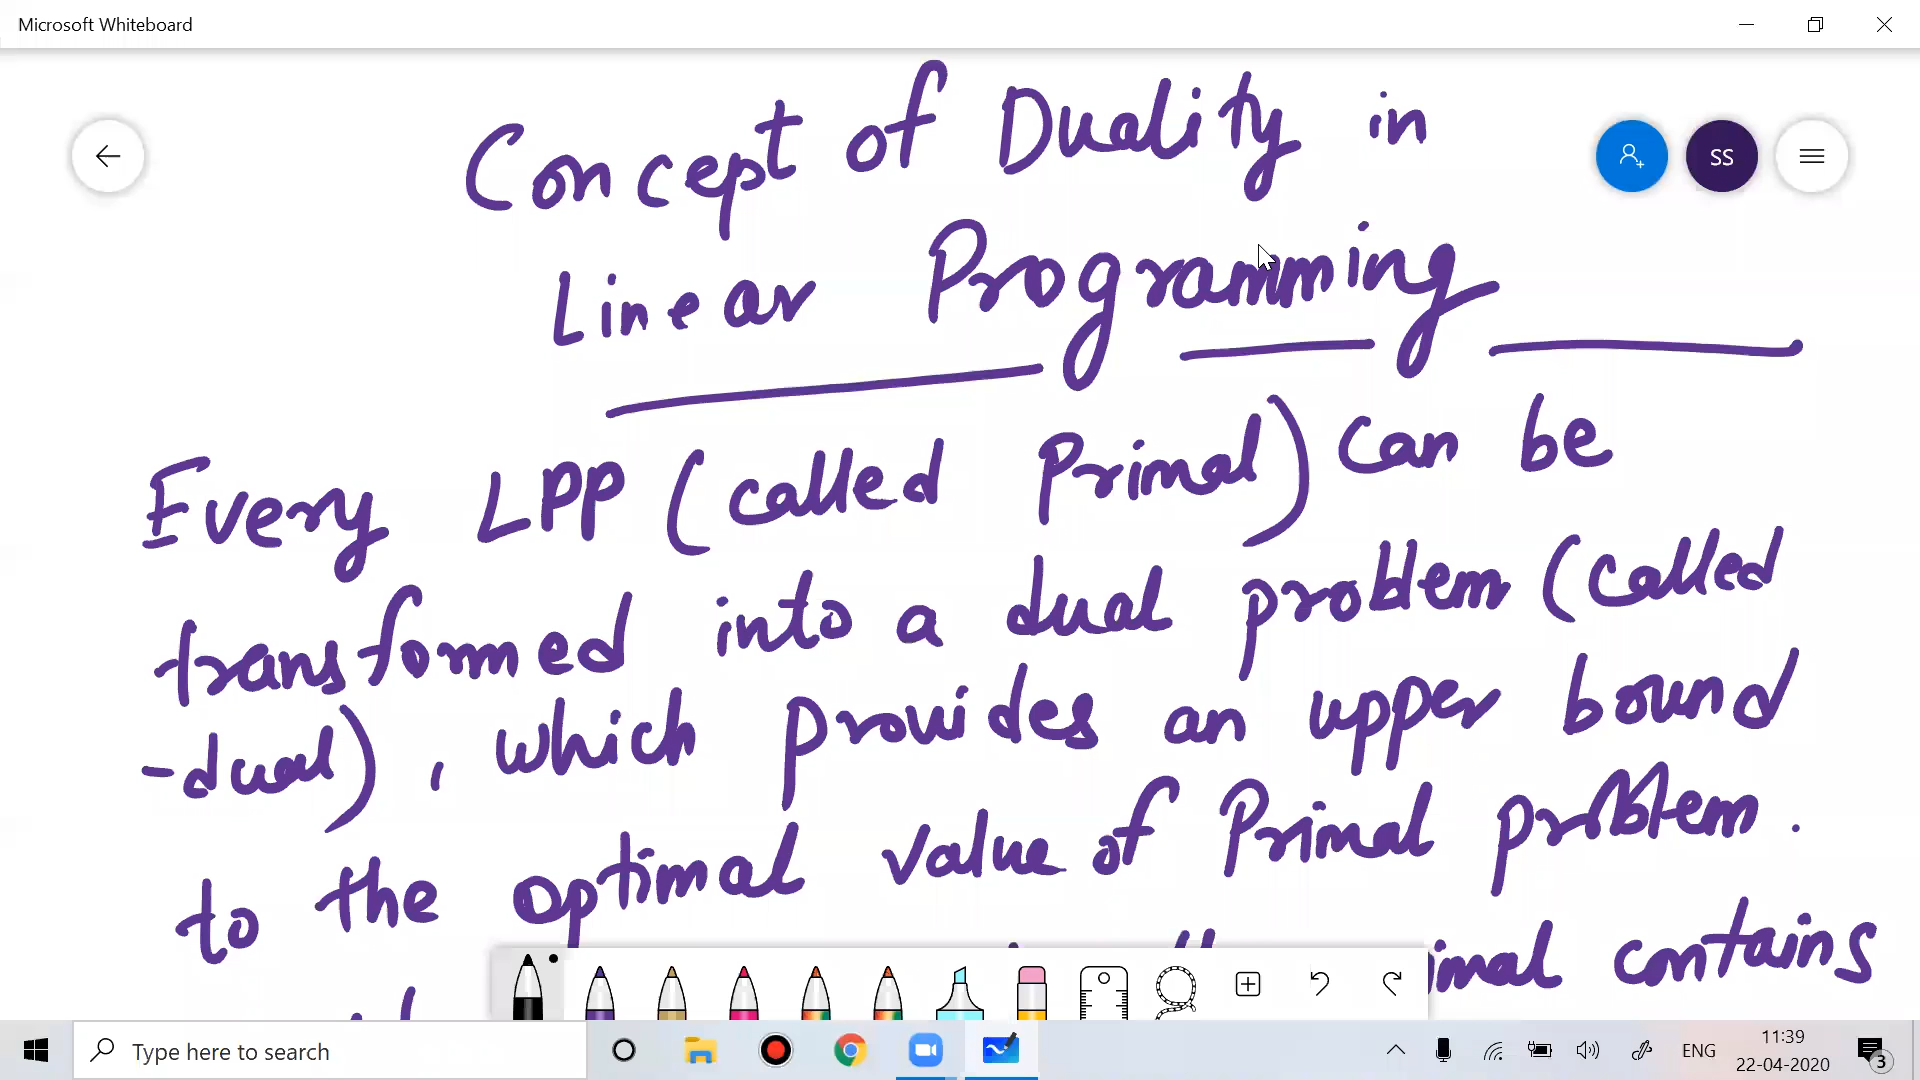 Microsoft Whiteboard
Concept of Duality in
Linear Programming
SS
Every LPP (called Primal) can be
transformed into a dual problem (called
-dual), which provides an upper bound
to the optimal value of Primal problem.
contains
Type here to search
ENG
11:39
22-04-2020
3